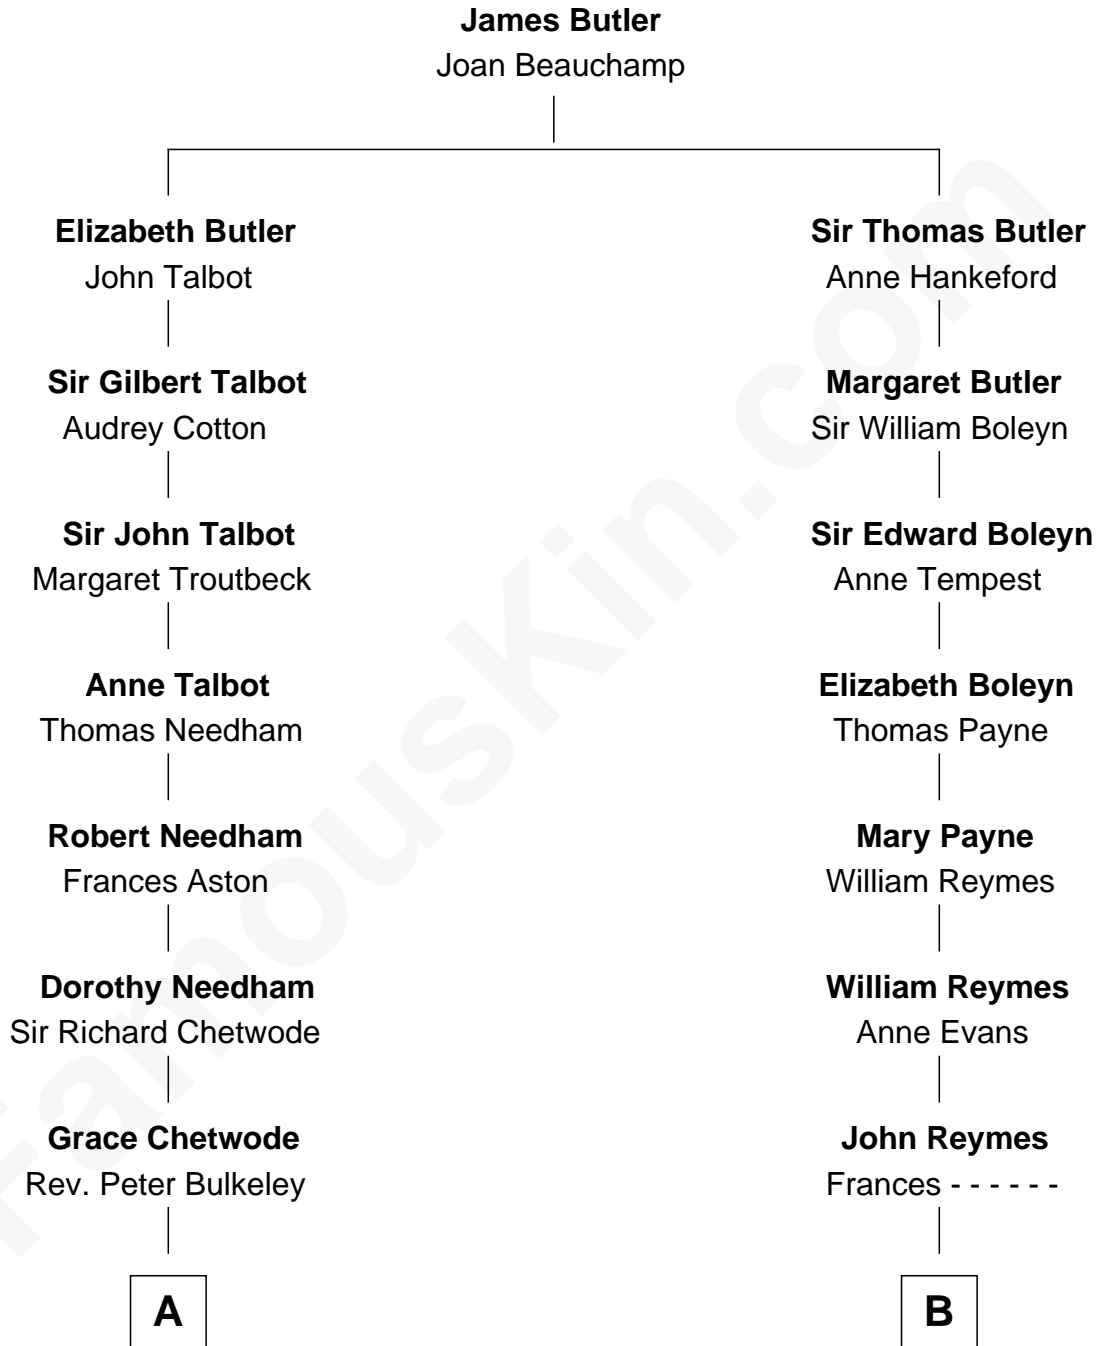 James Butler
Joan Beauchamp
Elizabeth Butler
John Talbot
Sir Thomas Butler
Anne Hankeford
Sir Gilbert Talbot
Audrey Cotton
Margaret Butler
Sir William Boleyn
Sir John Talbot
Margaret Troutbeck
Sir Edward Boleyn
Anne Tempest
Anne Talbot
Thomas Needham
Elizabeth Boleyn
Thomas Payne
Robert Needham
Frances Aston
Mary Payne
William Reymes
Dorothy Needham
Sir Richard Chetwode
William Reymes
Anne Evans
Grace Chetwode
Rev. Peter Bulkeley
John Reymes
Frances - - - - - -
A
B
FamousKin.com